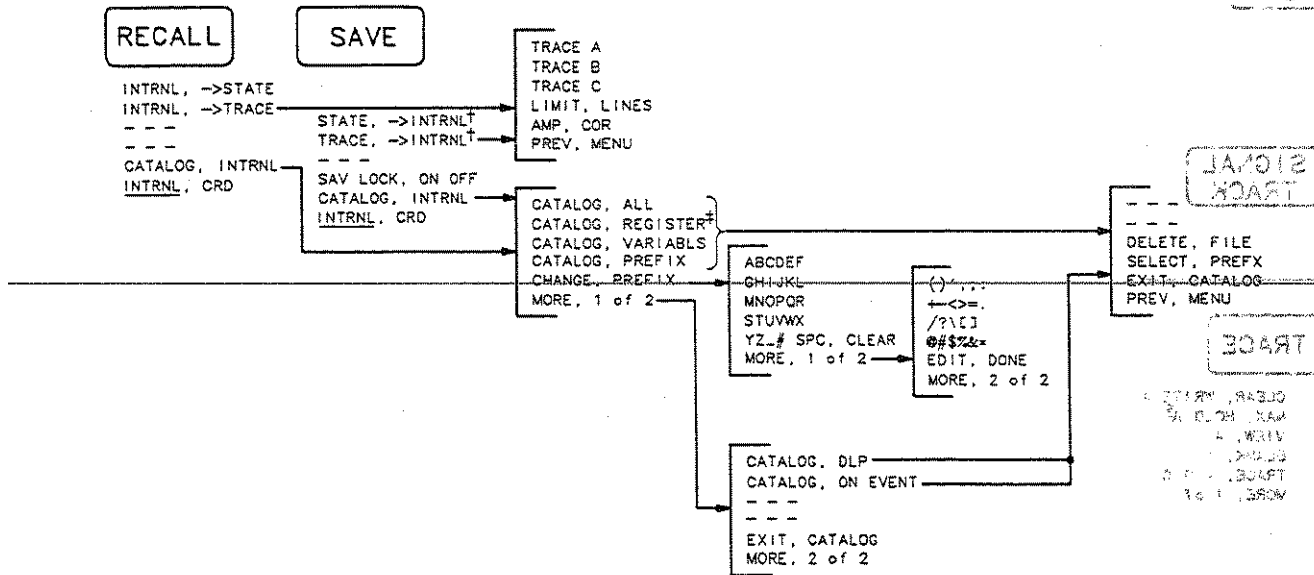 RECALL
SAVE
INTRNL, ->STATE
INTRNL, ->TRACE
- - -
- - -
CATALOG, INTRNL
INTRNL, CRD
STATE, ->INTRNL†
TRACE, ->INTRNL†
- - -
SAV LOCK, ON OFF
CATALOG, INTRNL
INTRNL, CRD
TRACE A
TRACE B
TRACE C
LIMIT, LINES
AMP, COR
PREV, MENU
CATALOG, ALL
CATALOG, REGISTER‡
CATALOG, VARIABLS
CATALOG, PREFIX
CHANGE, PREFIX
MORE, 1 of 2
ABCDEF
GHIJKL
MNOPQR
STUVWX
YZ_# SPC, CLEAR
MORE, 1 of 2
+-<>=.
/?\[]
EDIT, DONE
MORE, 2 of 2
CATALOG, DLP
CATALOG, ON EVENT
- - -
- - -
EXIT, CATALOG
MORE, 2 of 2
- - -
- - -
DELETE, FILE
SELECT, PREFX
EXIT, CATALOG
PREV, MENU
SIGNAL
TRACK
TRACE